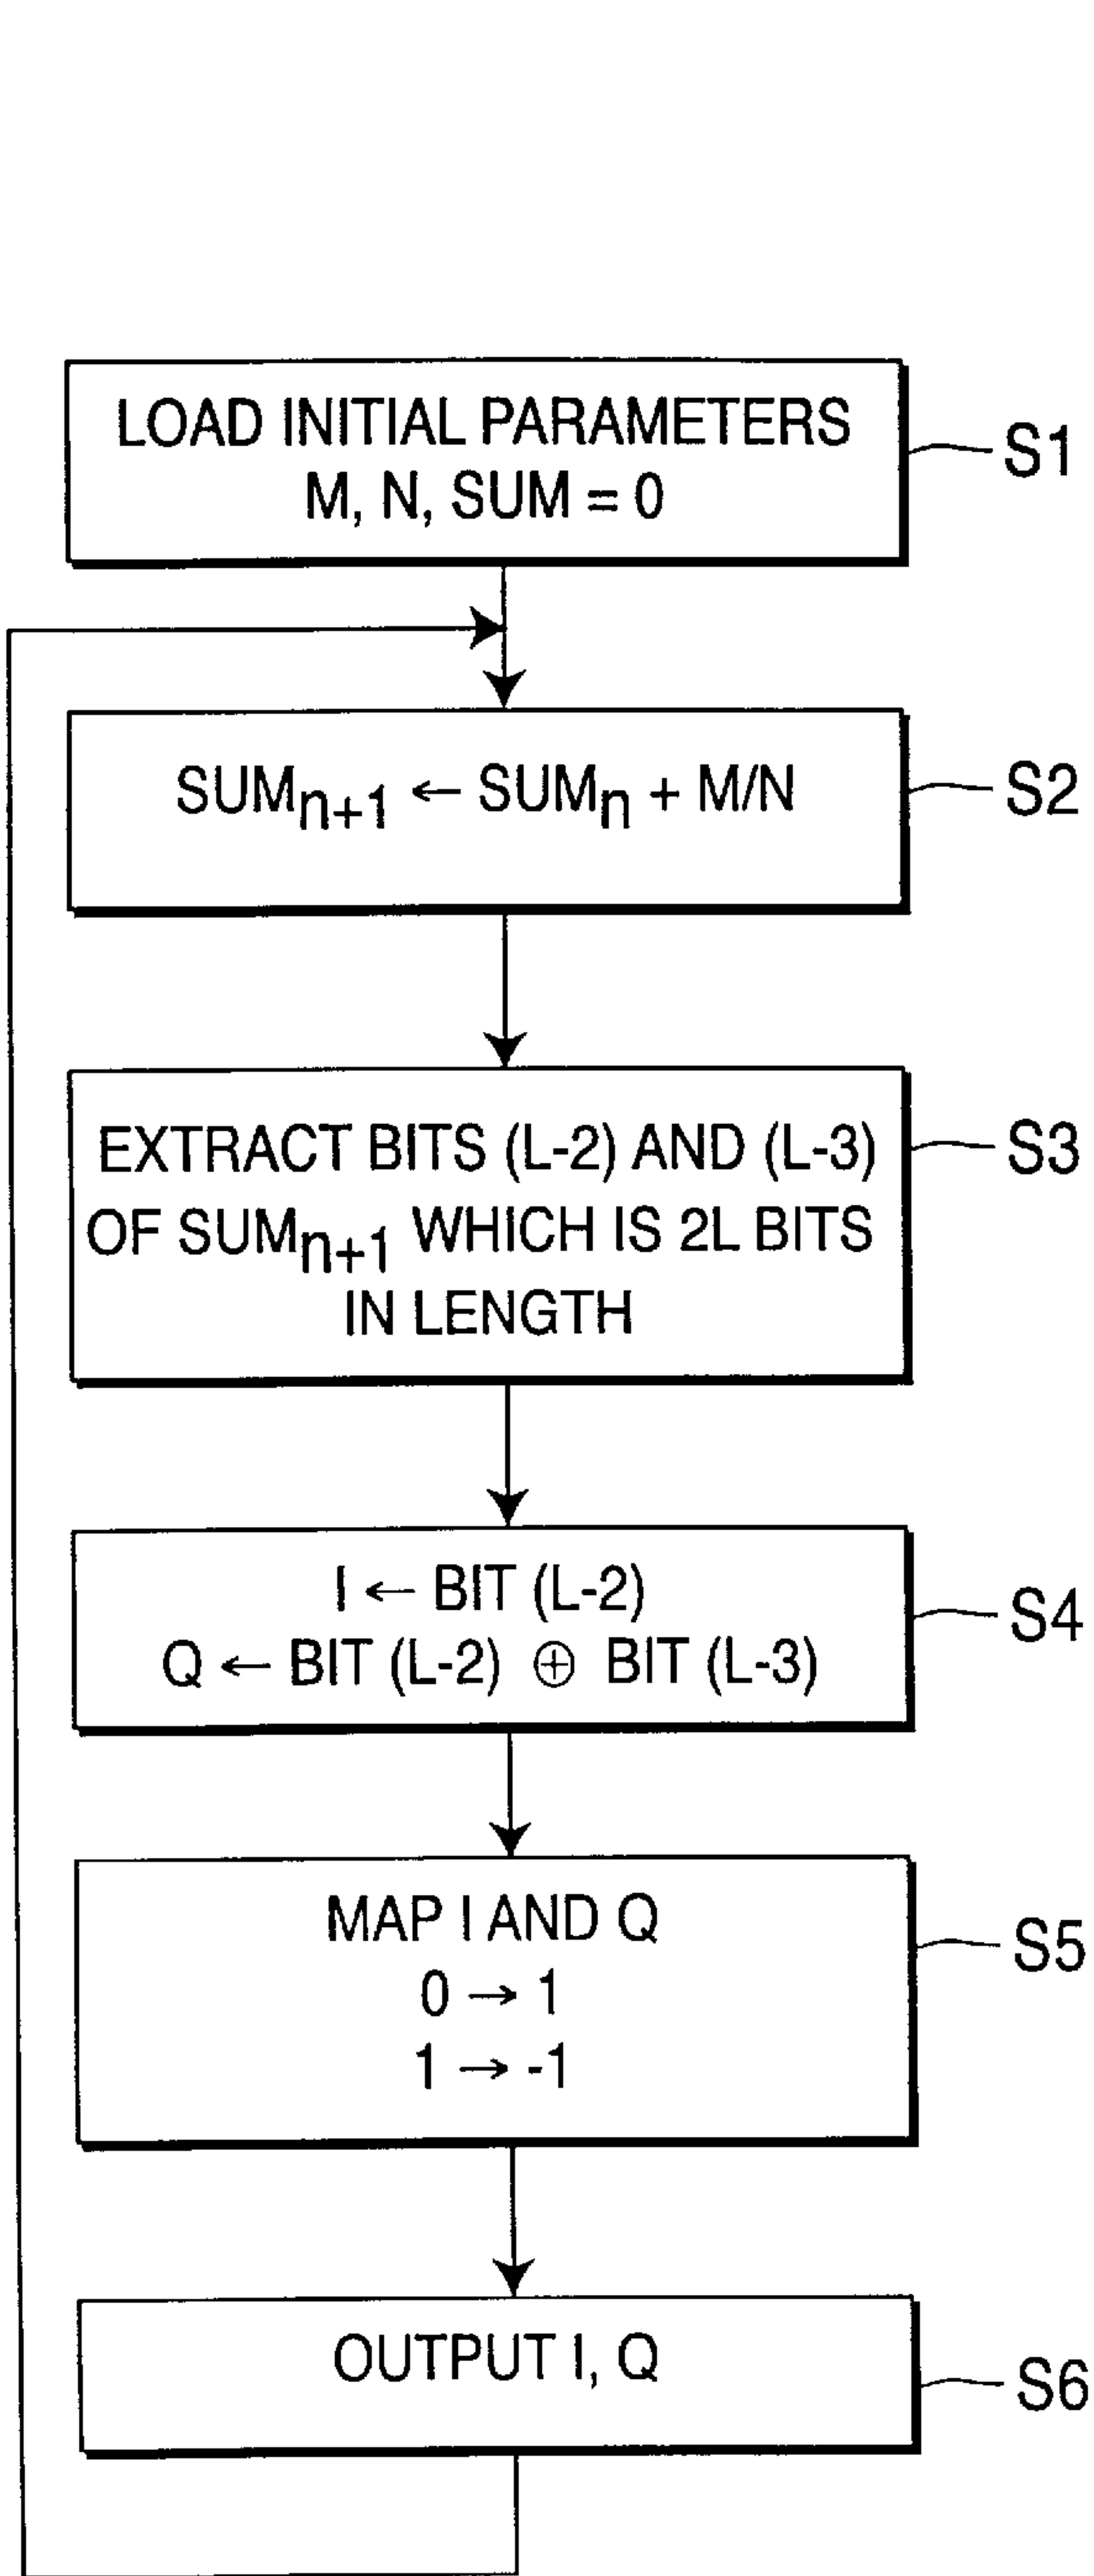 LOAD INITIAL PARAMETERS
M, N, SUM = 0
S1
SUMn+1 ← SUMn + M/N
S2
EXTRACT BITS (L-2) AND (L-3)
OF SUMn+1 WHICH IS 2L BITS
IN LENGTH
S3
I ← BIT (L-2)
Q ← BIT (L-2) ⊕ BIT (L-3)
S4
MAP I AND Q
0 → 1
1 → -1
S5
OUTPUT I, Q
S6